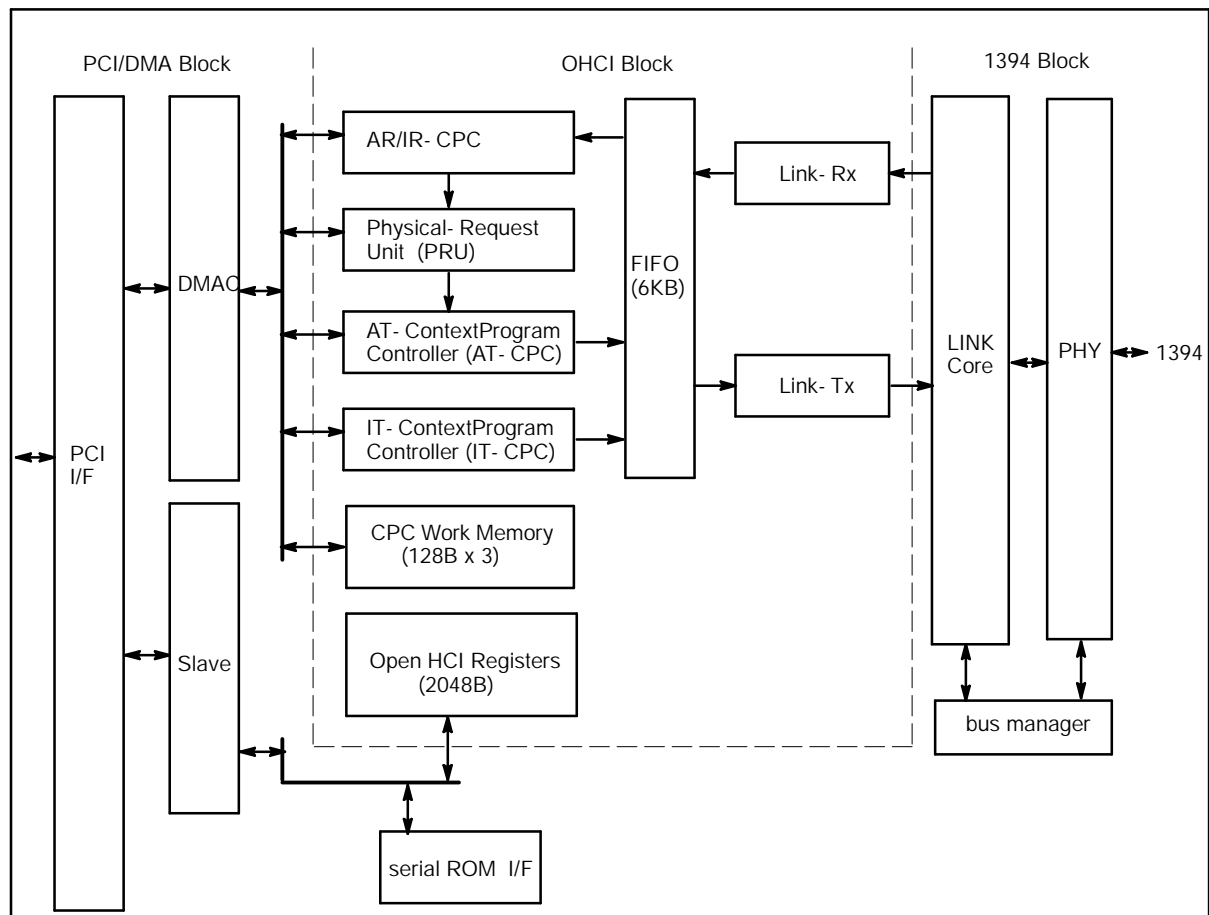 PCI/DMA Block
OHCI Block
1394 Block
AR/IR- CPC
Link- Rx
Physical- Request
Unit (PRU)
FIFO
(6KB)
DMAC
AT- ContextProgram
Controller (AT- CPC)
LINK
Core
PHY
1394
Link- Tx
IT- ContextProgram
Controller (IT- CPC)
PCI
I/F
CPC Work Memory
(128B x 3)
Slave
Open HCI Registers
(2048B)
bus manager
serial ROM I/F